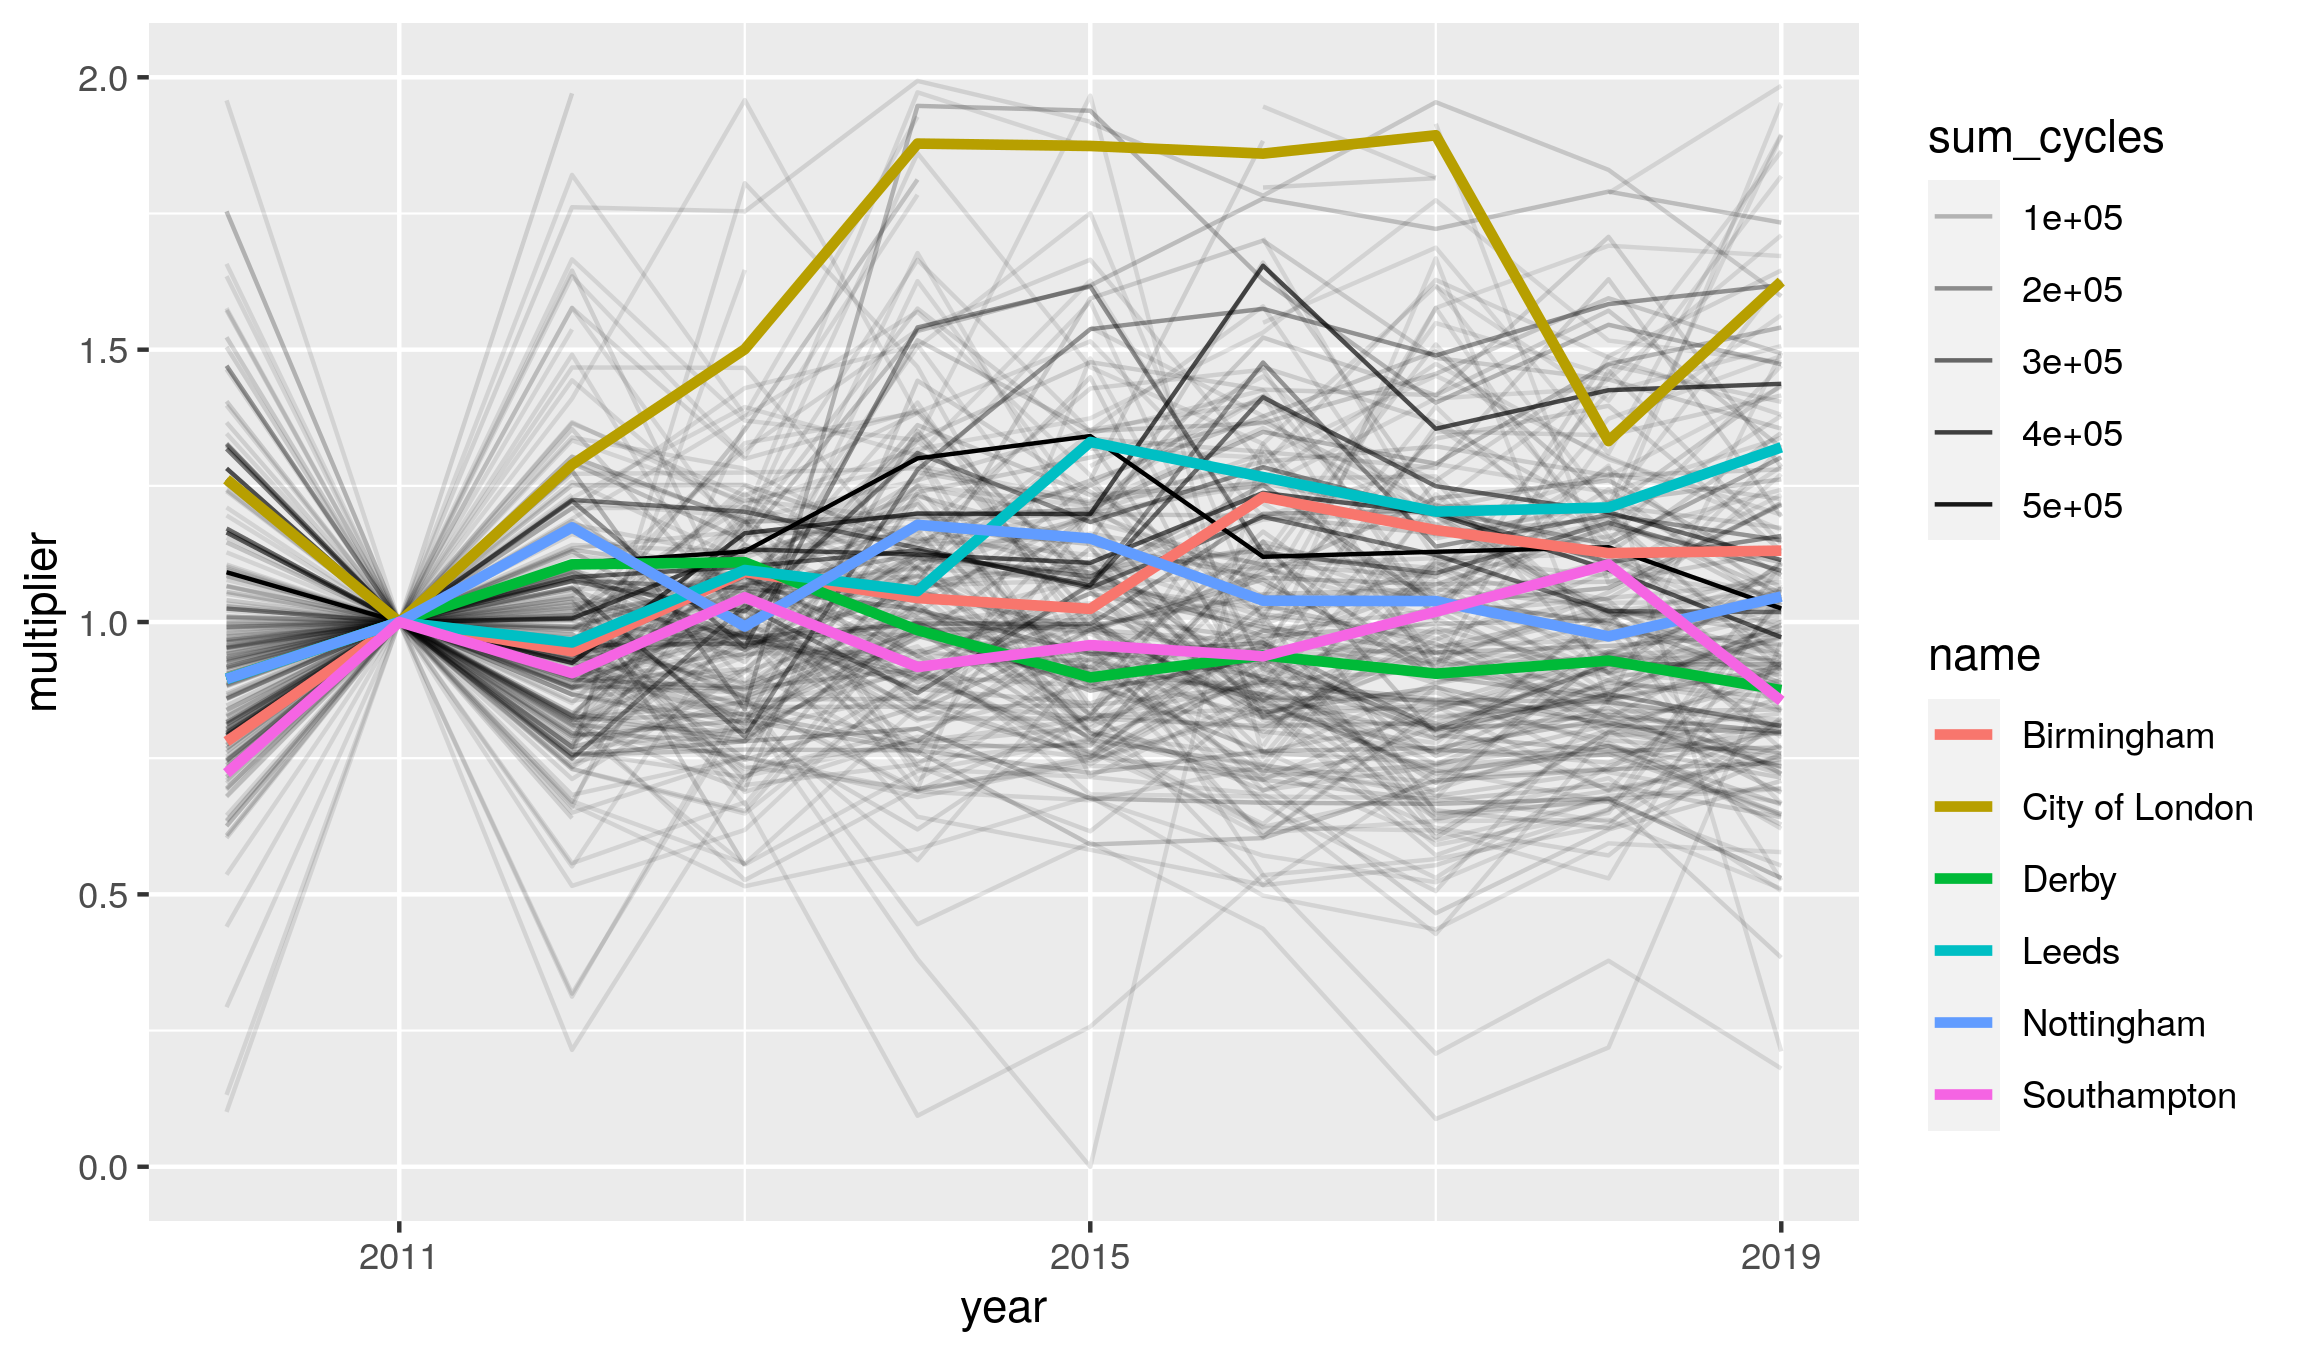 2.0
1.5
1.0
0.5
0.0
multiplier
2011
2015
2019
year
sum_cycles
1e+05
2e+05
3e+05
4e+05
5e+05
name
Birmingham
City of London
Derby
Leeds
Nottingham
Southampton